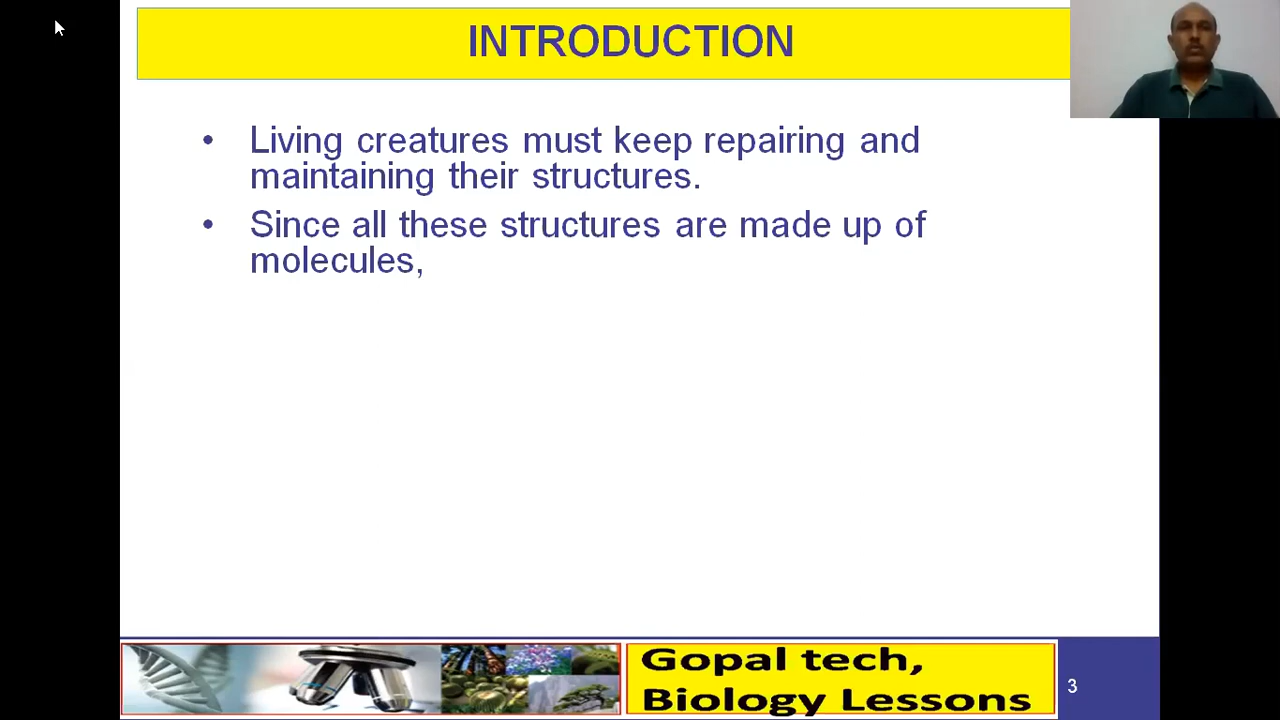 INTRODUCTION
• Living creatures must keep repairing and
maintaining their structures.
• Since all these structures are made up of
molecules,
Gopal tech,
Biology Lessons
3